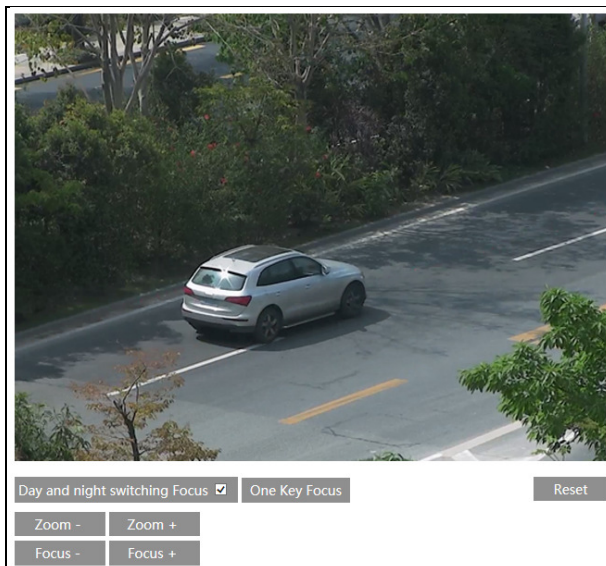 Day and night switching Focus One Key Focus Reset
Zoom - Zoom +
Focus - Focus +